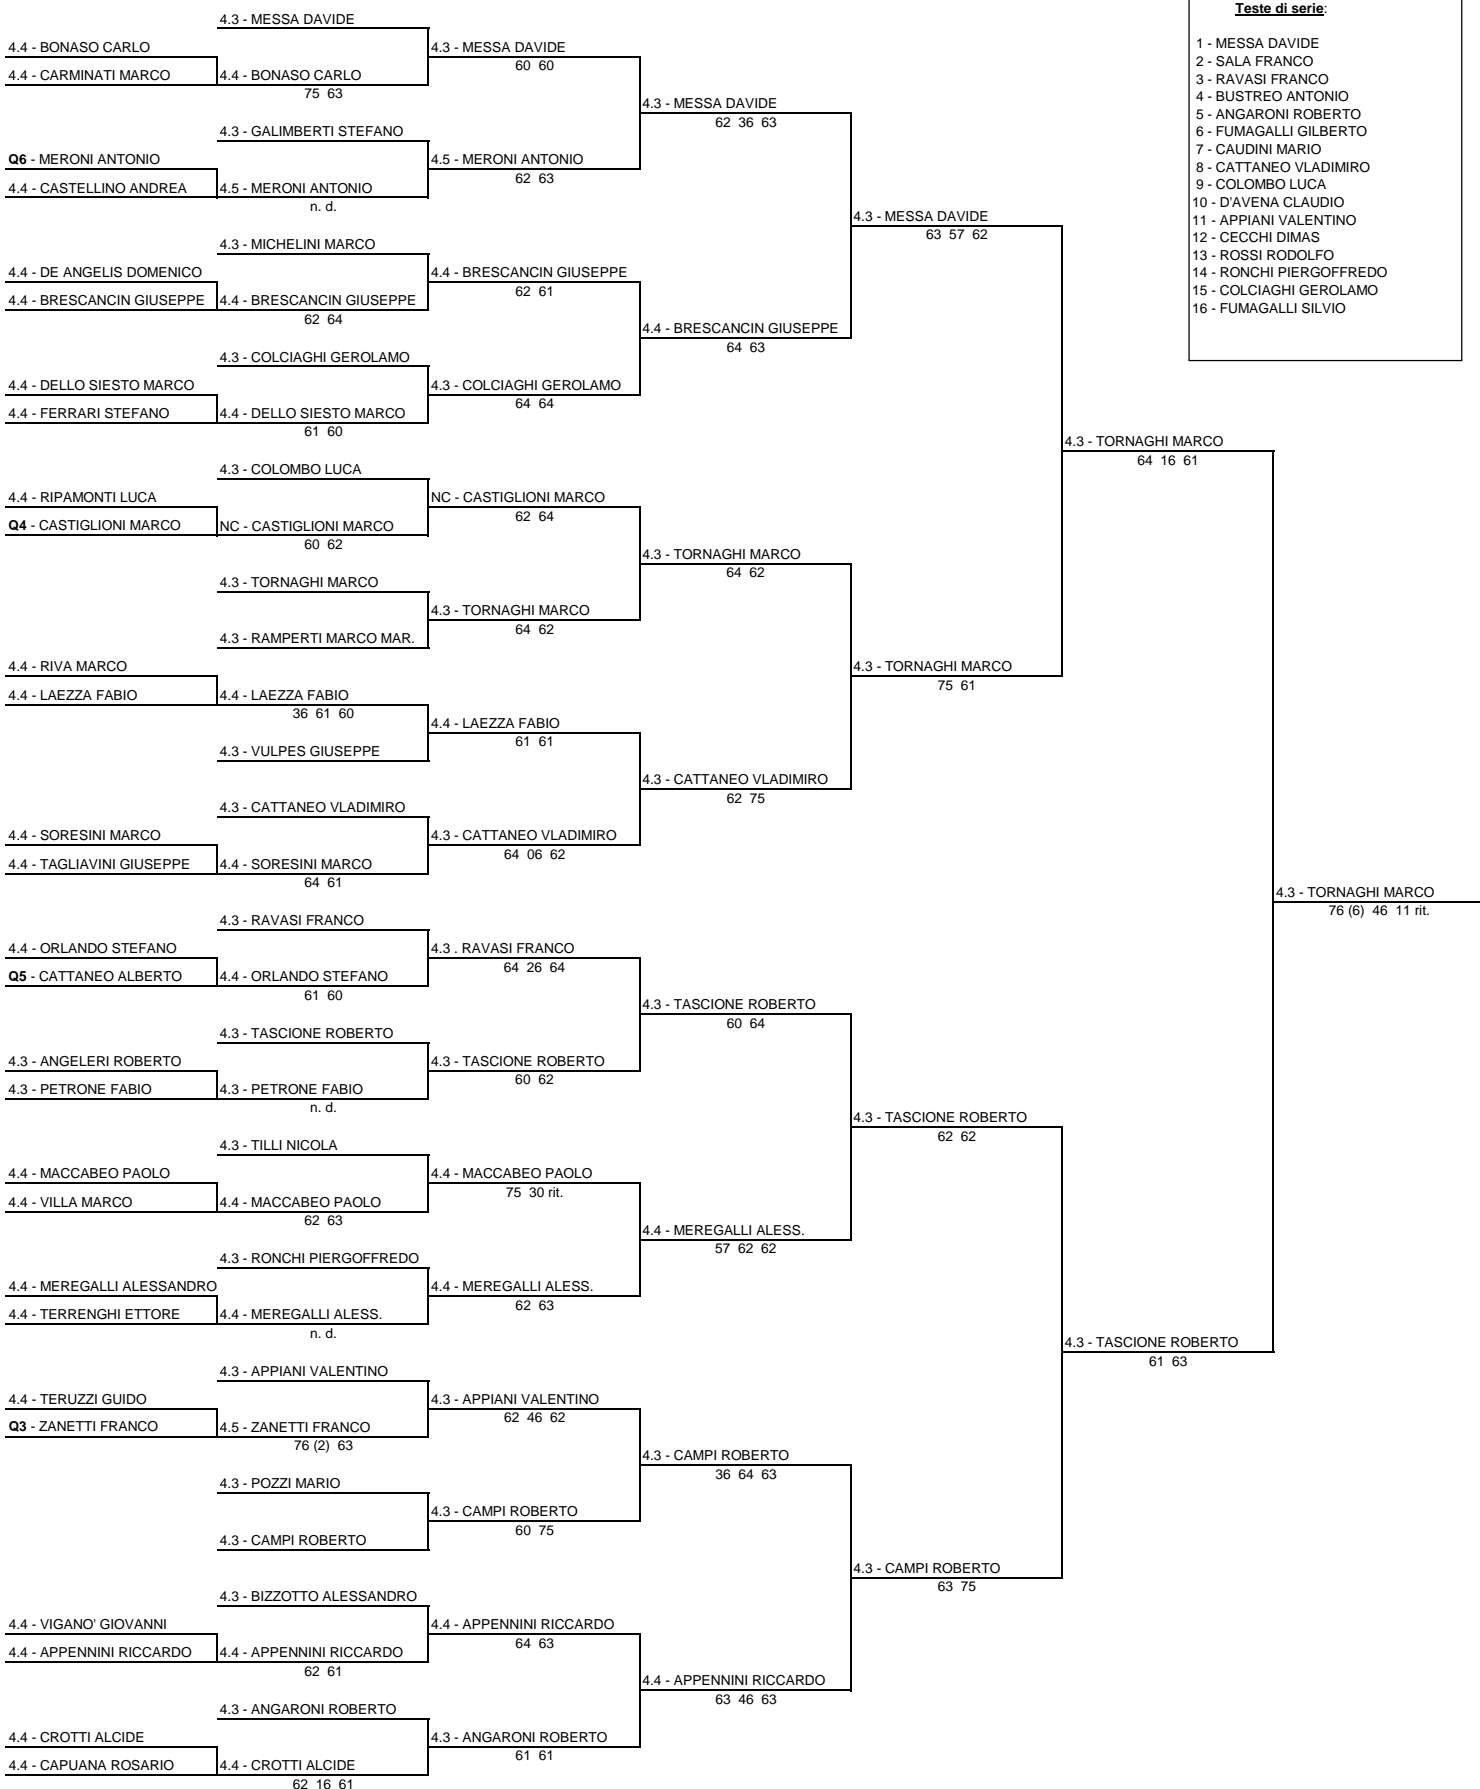 Teste di serie:
1 - MESSA DAVIDE
2 - SALA FRANCO
3 - RAVASI FRANCO
4 - BUSTREO ANTONIO
5 - ANGARONI ROBERTO
6 - FUMAGALLI GILBERTO
7 - CAUDINI MARIO
8 - CATTANEO VLADIMIRO
9 - COLOMBO LUCA
10 - D'AVENA CLAUDIO
11 - APPIANI VALENTINO
12 - CECCHI DIMAS
13 - ROSSI RODOLFO
14 - RONCHI PIERGOFFREDO
15 - COLCIAGHI GEROLAMO
16 - FUMAGALLI SILVIO
4.4 - BONASO CARLO
4.4 - CARMINATI MARCO
Q6 - MERONI ANTONIO
4.4 - CASTELLINO ANDREA
4.4 - DE ANGELIS DOMENICO
4.4 - BRESCANCIN GIUSEPPE
4.4 - DELLO SIESTO MARCO
4.4 - FERRARI STEFANO
4.4 - RIPAMONTI LUCA
Q4 - CASTIGLIONI MARCO
4.4 - RIVA MARCO
4.4 - LAEZZA FABIO
4.4 - SORESINI MARCO
4.4 - TAGLIAVINI GIUSEPPE
4.4 - ORLANDO STEFANO
Q5 - CATTANEO ALBERTO
4.3 - ANGELERI ROBERTO
4.3 - PETRONE FABIO
4.4 - MACCABEO PAOLO
4.4 - VILLA MARCO
4.4 - MEREGALLI ALESSANDRO
4.4 - TERRENGHI ETTORE
4.4 - TERUZZI GUIDO
Q3 - ZANETTI FRANCO
4.4 - VIGANO' GIOVANNI
4.4 - APPENNINI RICCARDO
4.4 - CROTTI ALCIDE
4.4 - CAPUANA ROSARIO
4.3 - MESSA DAVIDE
4.4 - BONASO CARLO
75 63
4.3 - GALIMBERTI STEFANO
4.5 - MERONI ANTONIO
n. d.
4.3 - MICHELINI MARCO
4.4 - BRESCANCIN GIUSEPPE
62 64
4.3 - COLCIAGHI GEROLAMO
4.4 - DELLO SIESTO MARCO
61 60
4.3 - COLOMBO LUCA
NC - CASTIGLIONI MARCO
60 62
4.3 - TORNAGHI MARCO
4.3 - RAMPERTI MARCO MAR.
4.4 - LAEZZA FABIO
36 61 60
4.3 - VULPES GIUSEPPE
4.3 - CATTANEO VLADIMIRO
4.4 - SORESINI MARCO
64 61
4.3 - RAVASI FRANCO
4.4 - ORLANDO STEFANO
61 60
4.3 - TASCIONE ROBERTO
4.3 - PETRONE FABIO
n. d.
4.3 - TILLI NICOLA
4.4 - MACCABEO PAOLO
62 63
4.3 - RONCHI PIERGOFFREDO
4.4 - MEREGALLI ALESS.
n. d.
4.3 - APPIANI VALENTINO
4.5 - ZANETTI FRANCO
76 (2) 63
4.3 - POZZI MARIO
4.3 - CAMPI ROBERTO
4.3 - BIZZOTTO ALESSANDRO
4.4 - APPENNINI RICCARDO
62 61
4.3 - ANGARONI ROBERTO
4.4 - CROTTI ALCIDE
62 16 61
4.3 - MESSA DAVIDE
60 60
4.5 - MERONI ANTONIO
62 63
4.4 - BRESCANCIN GIUSEPPE
62 61
4.3 - COLCIAGHI GEROLAMO
64 64
NC - CASTIGLIONI MARCO
62 64
4.3 - TORNAGHI MARCO
64 62
4.4 - LAEZZA FABIO
61 61
4.3 - CATTANEO VLADIMIRO
64 06 62
4.3 . RAVASI FRANCO
64 26 64
4.3 - TASCIONE ROBERTO
60 62
4.4 - MACCABEO PAOLO
75 30 rit.
4.4 - MEREGALLI ALESS.
62 63
4.3 - APPIANI VALENTINO
62 46 62
4.3 - CAMPI ROBERTO
60 75
4.4 - APPENNINI RICCARDO
64 63
4.3 - ANGARONI ROBERTO
61 61
4.3 - MESSA DAVIDE
62 36 63
4.4 - BRESCANCIN GIUSEPPE
64 63
4.3 - TORNAGHI MARCO
64 62
4.3 - CATTANEO VLADIMIRO
62 75
4.3 - TASCIONE ROBERTO
60 64
4.4 - MEREGALLI ALESS.
57 62 62
4.3 - CAMPI ROBERTO
36 64 63
4.4 - APPENNINI RICCARDO
63 46 63
4.3 - MESSA DAVIDE
63 57 62
4.3 - TORNAGHI MARCO
75 61
4.3 - TASCIONE ROBERTO
62 62
4.3 - CAMPI ROBERTO
63 75
4.3 - TORNAGHI MARCO
64 16 61
4.3 - TASCIONE ROBERTO
61 63
4.3 - TORNAGHI MARCO
76 (6) 46 11 rit.